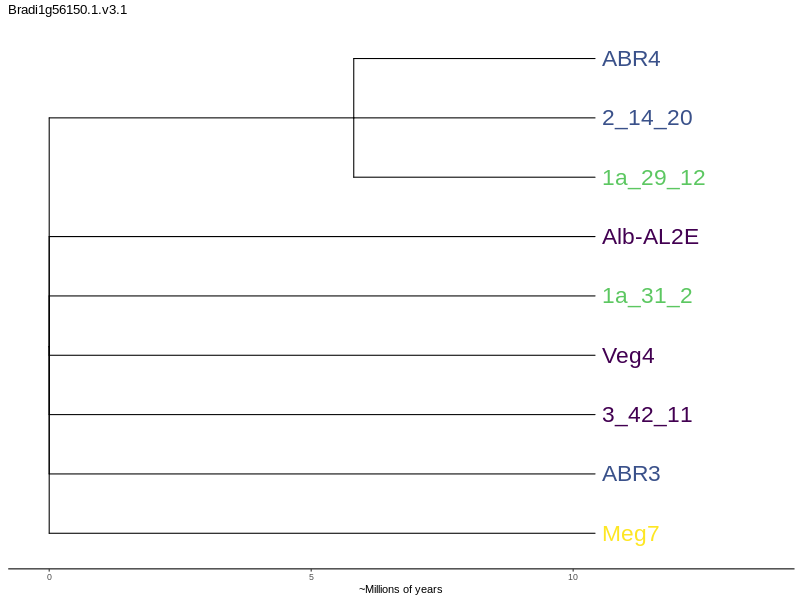 Bradi1g56150.1.v3.1
ABR4
2_14_20
1a_29_12
Alb-AL2E
1a_31_2
Veg4
3_42_11
ABR3
Meg7
0 5 10
~Millions of years